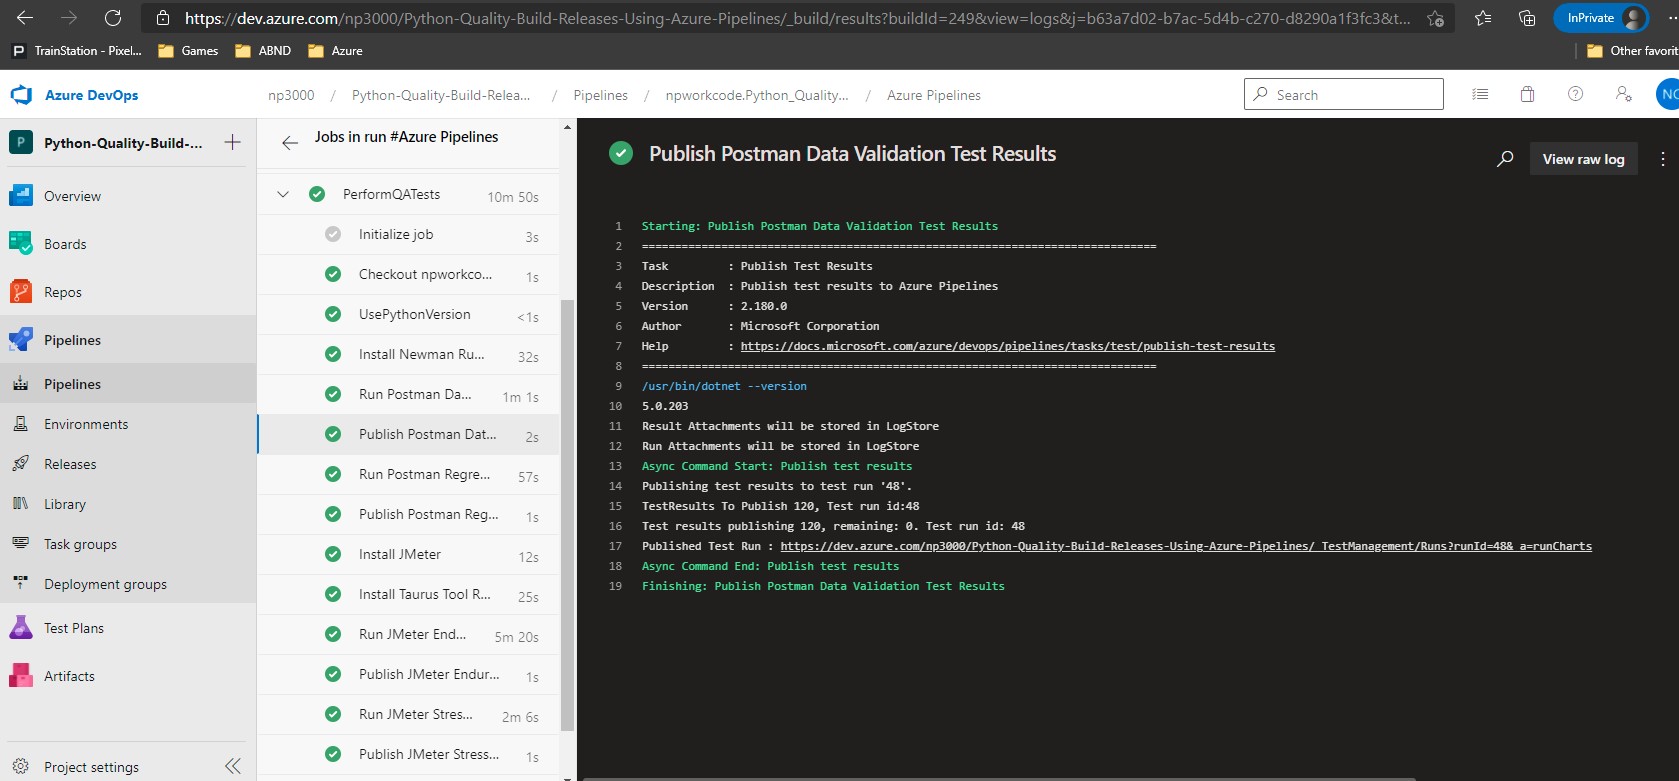 https://dev.azure.com/np3000/Python-Quality-Build-Releases-Using-Azure-Pipelines/_build/results?buildId=249&view=logs&j=b63a7d02-b7ac-5d4b-c270-d8290a1f3fc3&t...
InPrivate
TrainStation - Pixel...
Games
ABND
Azure
Other favorit
Azure DevOps
np3000 / Python-Quality-Build-Relea... / Pipelines / npworkcode.Python_Quality... / Azure Pipelines
Search
NC
P Python-Quality-Build-...
Overview
Boards
Repos
Pipelines
Pipelines
Environments
Releases
Library
Task groups
Deployment groups
Test Plans
Artifacts
Project settings
Jobs in run #Azure Pipelines
PerformQATests 10m 50s
Initialize job 3s
Checkout npworkco... 1s
UsePythonVersion <1s
Install Newman Ru... 32s
Run Postman Da... 1m 1s
Publish Postman Dat... 2s
Run Postman Regre... 57s
Publish Postman Reg... 1s
Install JMeter 12s
Install Taurus Tool R... 25s
Run JMeter End... 5m 20s
Publish JMeter Endur... 1s
Run JMeter Stres... 2m 6s
Publish JMeter Stress... 1s
Publish Postman Data Validation Test Results
View raw log
1 Starting: Publish Postman Data Validation Test Results
2 ==============================================================================
3 Task         : Publish Test Results
4 Description  : Publish test results to Azure Pipelines
5 Version      : 2.180.0
6 Author       : Microsoft Corporation
7 Help         : https://docs.microsoft.com/azure/devops/pipelines/tasks/test/publish-test-results
8 ==============================================================================
9 /usr/bin/dotnet --version
10 5.0.203
11 Result Attachments will be stored in LogStore
12 Run Attachments will be stored in LogStore
13 Async Command Start: Publish test results
14 Publishing test results to test run '48'.
15 TestResults To Publish 120, Test run id:48
16 Test results publishing 120, remaining: 0. Test run id: 48
17 Published Test Run : https://dev.azure.com/np3000/Python-Quality-Build-Releases-Using-Azure-Pipelines/_TestManagement/Runs?runId=48&_a=runCharts
18 Async Command End: Publish test results
19 Finishing: Publish Postman Data Validation Test Results